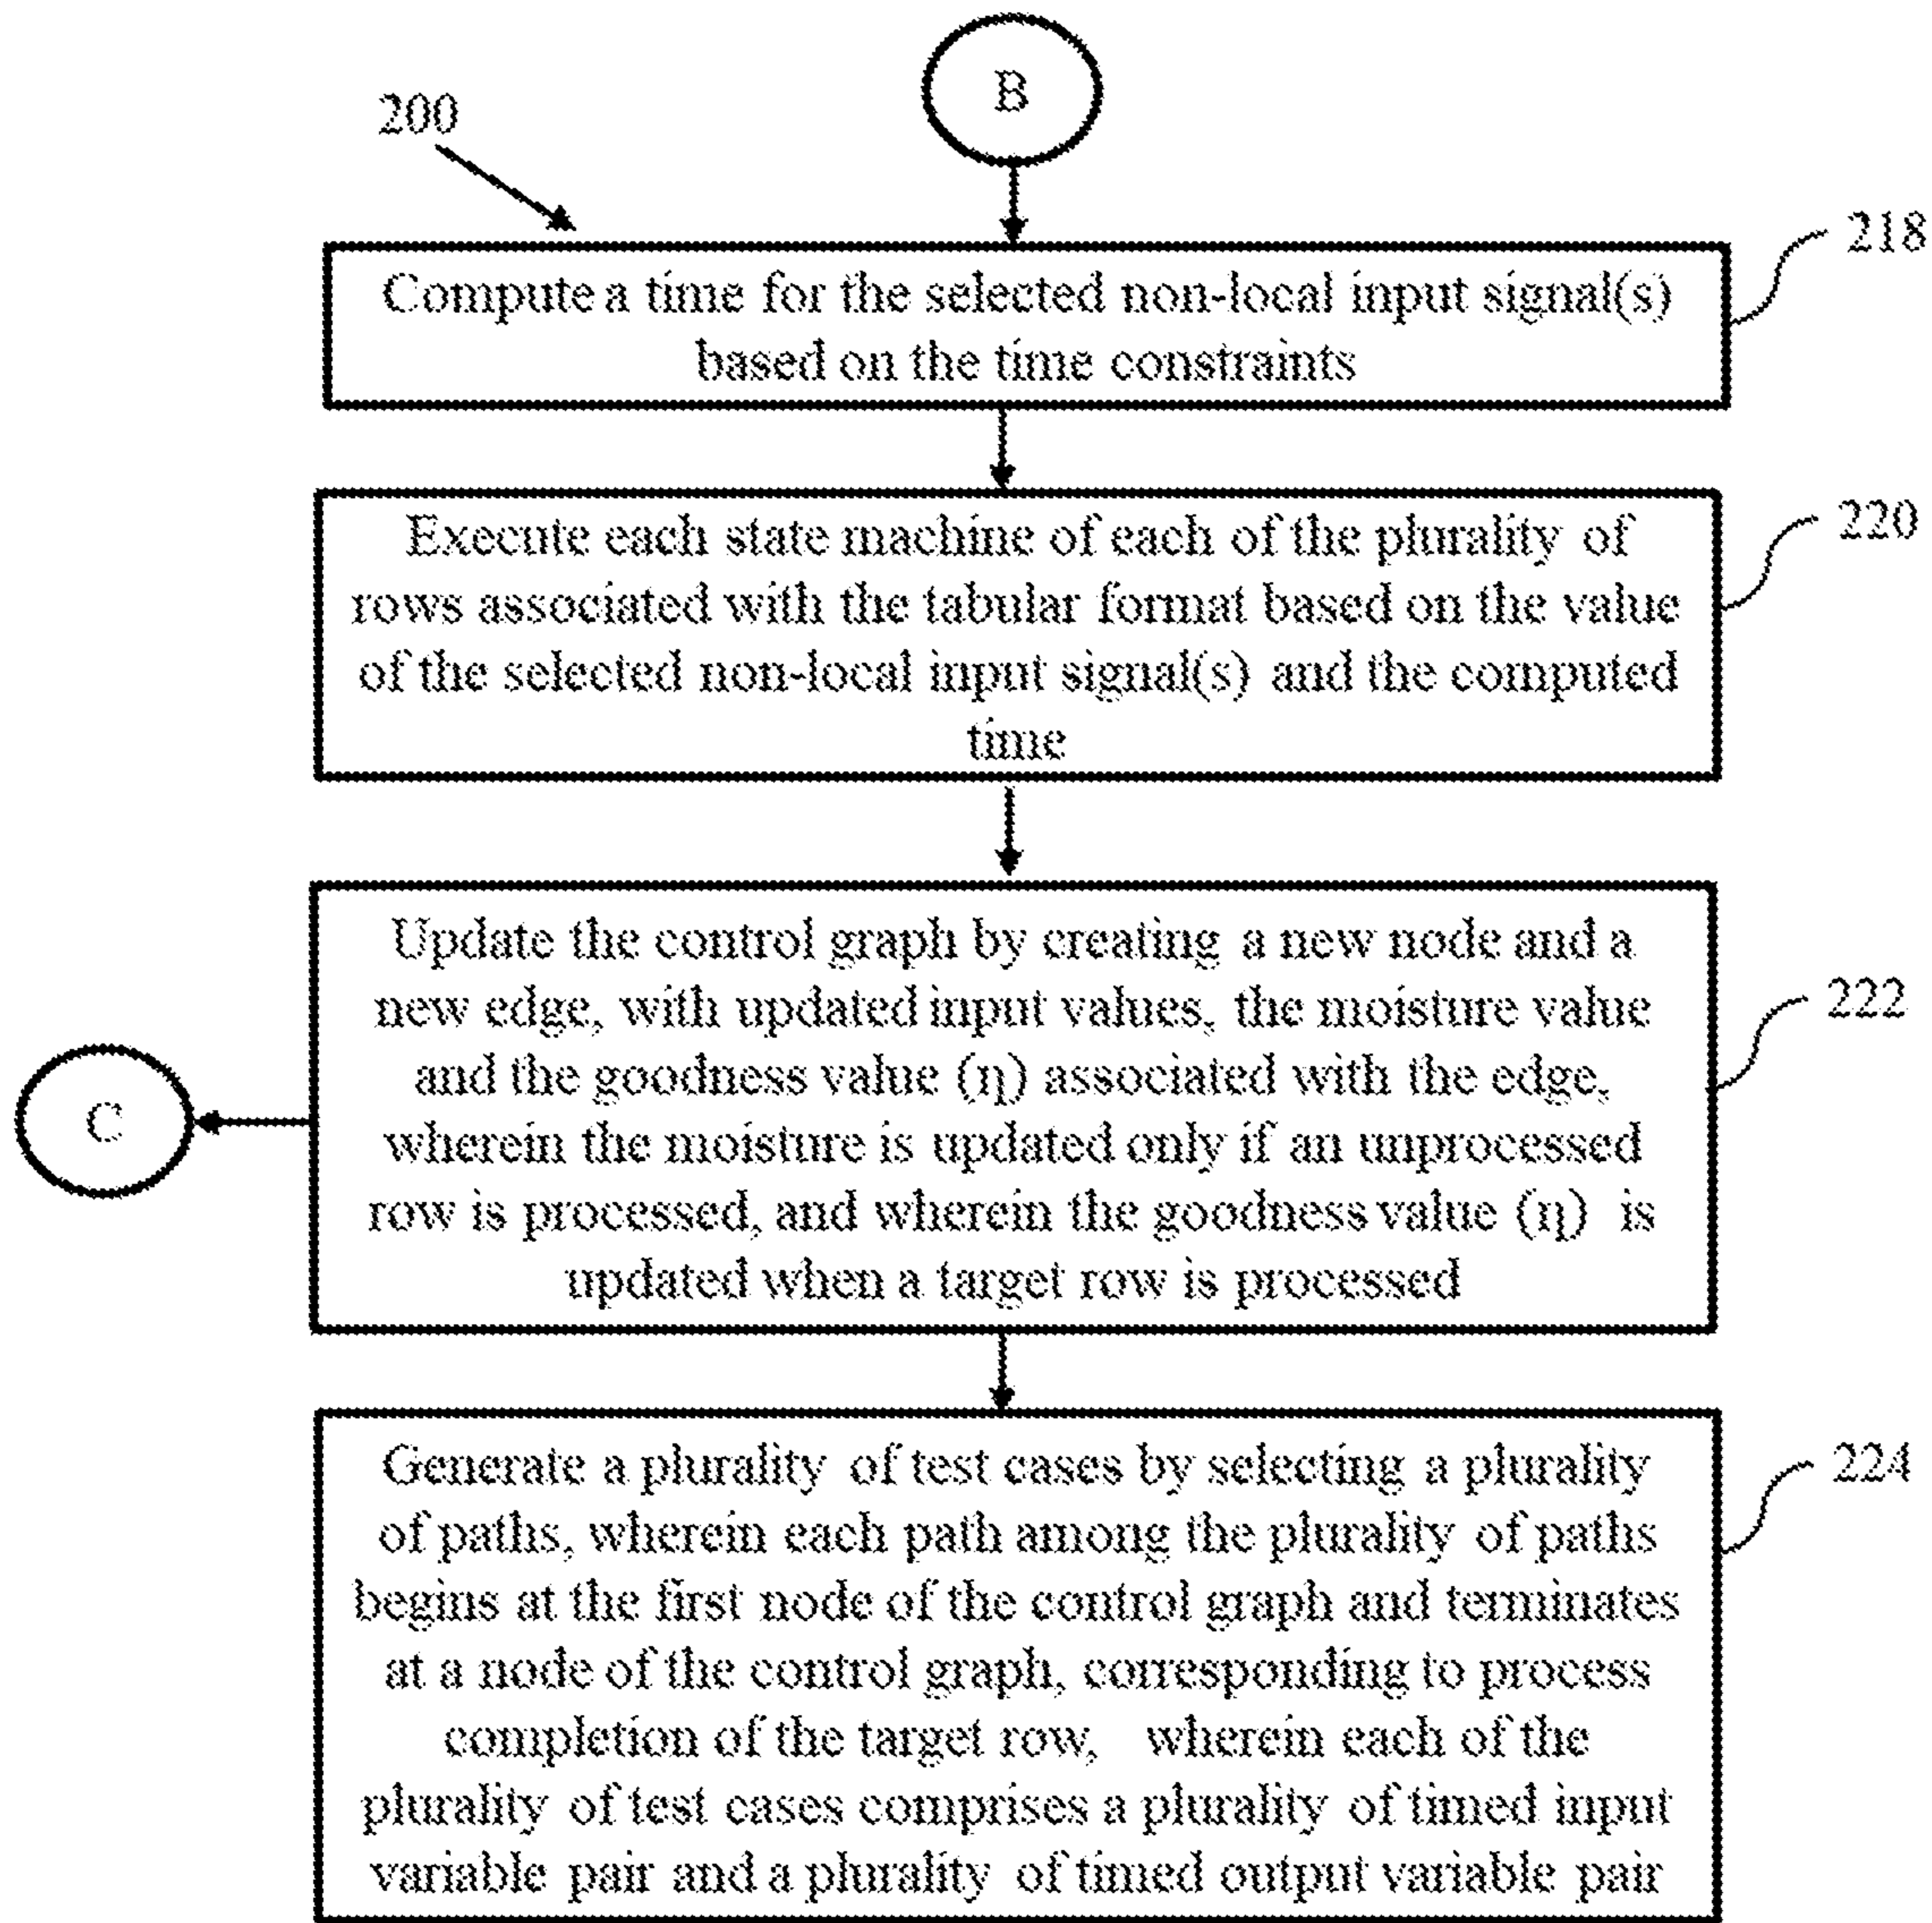 B
200
218
Compute a time for the selected non-local input signal(s)
based on the time constraints
220
Execute each state machine of each of the plurality of
rows associated with the tabular format based on the value
of the selected non-local input signal(s) and the computed
time
222
Update the control graph by creating a new node and a
new edge, with updated input values, the moisture value
and the goodness value (η) associated with the edge,
wherein the moisture is updated only if an unprocessed
row is processed, and wherein the goodness value (η) is
updated when a target row is processed
C
224
Generate a plurality of test cases by selecting a plurality
of paths, wherein each path among the plurality of paths
begins at the first node of the control graph and terminates
at a node of the control graph, corresponding to process
completion of the target row, wherein each of the
plurality of test cases comprises a plurality of timed input
variable pair and a plurality of timed output variable pair